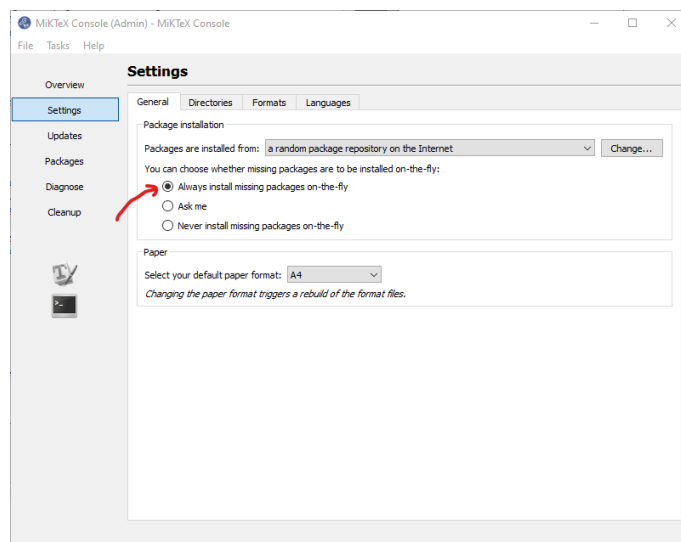 MiKTeX Console (Admin) - MiKTeX Console
File Tasks Help
Overview
Settings
Updates
Packages
Diagnose
Cleanup
Settings
General Directories Formats Languages
Package installation
Packages are installed from: a random package repository on the Internet Change...
You can choose whether missing packages are to be installed on-the-fly:
Always install missing packages on-the-fly
Ask me
Never install missing packages on-the-fly
Paper
Select your default paper format: A4
Changing the paper format triggers a rebuild of the format files.